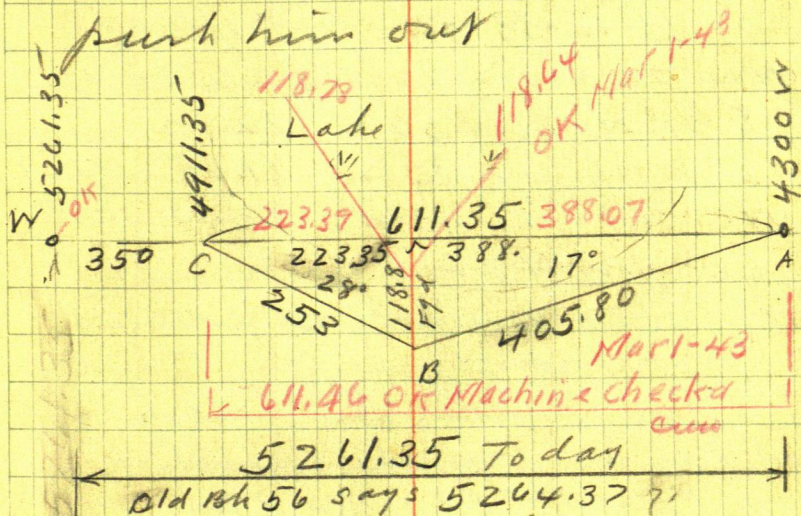 push him out
5261.35
OK
W
4911.35
118.78
Lake
118.64
OK Mar 1-43
4300 W
223.39
611.35
388.07
350
C
223.35
388.
17°
A
28°
118.8
253
405.80
B
Mar 1-43
611.46 OK Machine checkd
5261.35 Today
Old Bk 56 says 5264.37